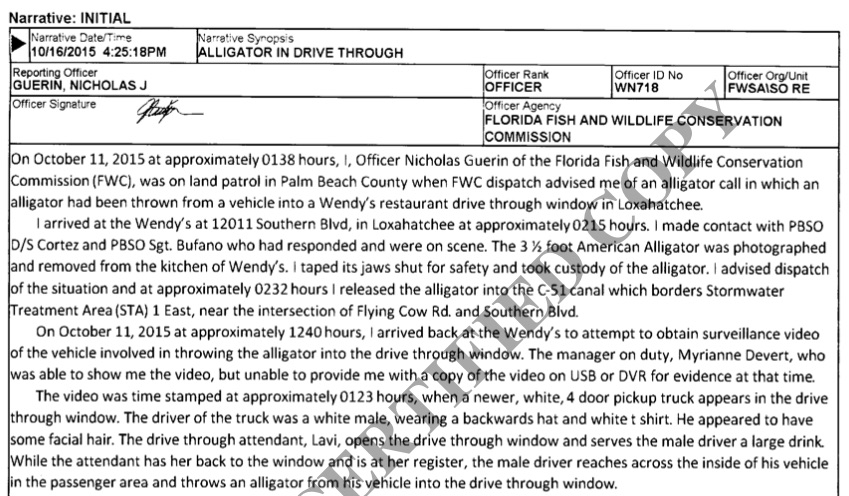 Narrative: INITIAL
Narrative Date/Time
10/16/2015 4:25:18PM
Narrative Synopsis
ALLIGATOR IN DRIVE THROUGH
Reporting Officer
GUERIN, NICHOLAS J
Officer Rank
OFFICER
Officer ID No
WN718
Officer Org/Unit
FWSAISO RE
Officer Signature
Officer Agency
FLORIDA FISH AND WILDLIFE CONSERVATION
COMMISSION
On October 11, 2015 at approximately 0138 hours, I, Officer Nicholas Guerin of the Florida Fish and Wildlife Conservation
Commission (FWC), was on land patrol in Palm Beach County when FWC dispatch advised me of an alligator call in which an
alligator had been thrown from a vehicle into a Wendy's restaurant drive through window in Loxahatchee.
I arrived at the Wendy's at 12011 Southern Blvd, in Loxahatchee at approximately 0215 hours. I made contact with PBSO
D/S Cortez and PBSO Sgt. Bufano who had responded and were on scene. The 3 ½ foot American Alligator was photographed
and removed from the kitchen of Wendy's. I taped its jaws shut for safety and took custody of the alligator. I advised dispatch
of the situation and at approximately 0232 hours I released the alligator into the C-51 canal which borders Stormwater
Treatment Area (STA) 1 East, near the intersection of Flying Cow Rd. and Southern Blvd.
On October 11, 2015 at approximately 1240 hours, I arrived back at the Wendy's to attempt to obtain surveillance video
of the vehicle involved in throwing the alligator into the drive through window. The manager on duty, Myrianne Devert, who
was able to show me the video, but unable to provide me with a copy of the video on USB or DVR for evidence at that time.
The video was time stamped at approximately 0123 hours, when a newer, white, 4 door pickup truck appears in the drive
through window. The driver of the truck was a white male, wearing a backwards hat and white t shirt. He appeared to have
some facial hair. The drive through attendant, Lavi, opens the drive through window and serves the male driver a large drink.
While the attendant has her back to the window and is at her register, the male driver reaches across the inside of his vehicle
in the passenger area and throws an alligator from his vehicle into the drive through window.
CERTIFIED COPY